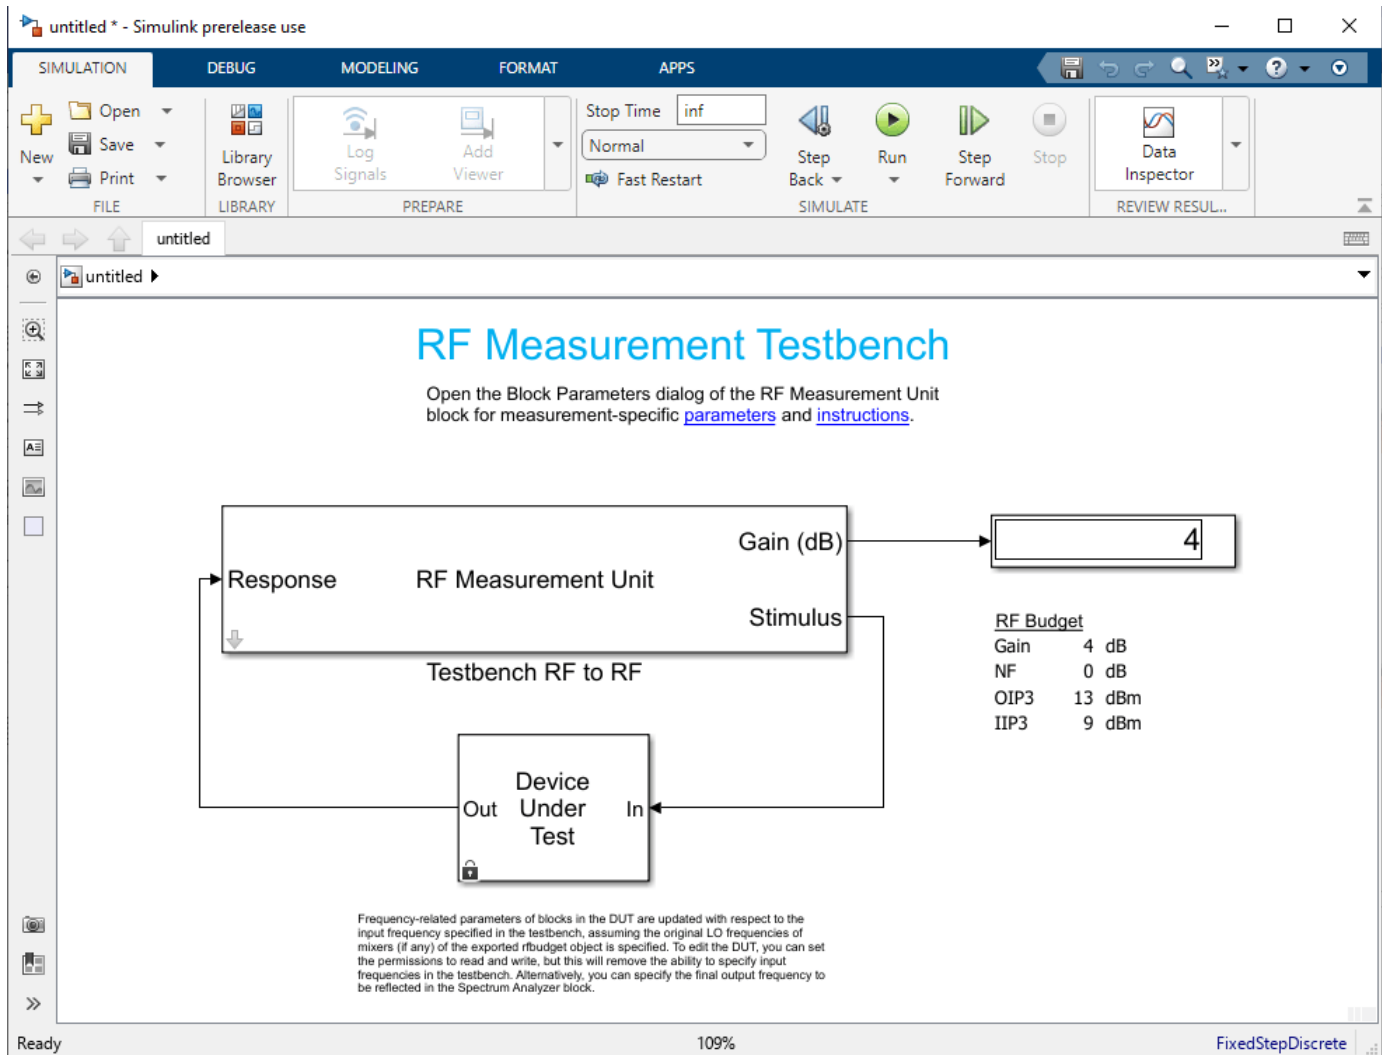 untitled * - Simulink prerelease use
SIMULATION DEBUG MODELING FORMAT APPS
New
Open
Save
Print
FILE
Library
Browser
LIBRARY
Log
Signals
Add
Viewer
PREPARE
Stop Time inf
Normal
Fast Restart
Step
Back
Run
Step
Forward
Stop
SIMULATE
Data
Inspector
REVIEW RESUL...
untitled
untitled
RF Measurement Testbench
Open the Block Parameters dialog of the RF Measurement Unit
block for measurement-specific parameters and instructions.
Response
RF Measurement Unit
Gain (dB)
Stimulus
4
Testbench RF to RF
RF Budget
Gain 4 dB
NF 0 dB
OIP3 13 dBm
IIP3 9 dBm
Out
Device
Under
Test
In
Frequency-related parameters of blocks in the DUT are updated with respect to the
input frequency specified in the testbench, assuming the original LO frequencies of
mixers (if any) of the exported rfbudget object is specified. To edit the DUT, you can set
the permissions to read and write, but this will remove the ability to specify input
frequencies in the testbench. Alternatively, you can specify the final output frequency to
be reflected in the Spectrum Analyzer block.
Ready 109% FixedStepDiscrete